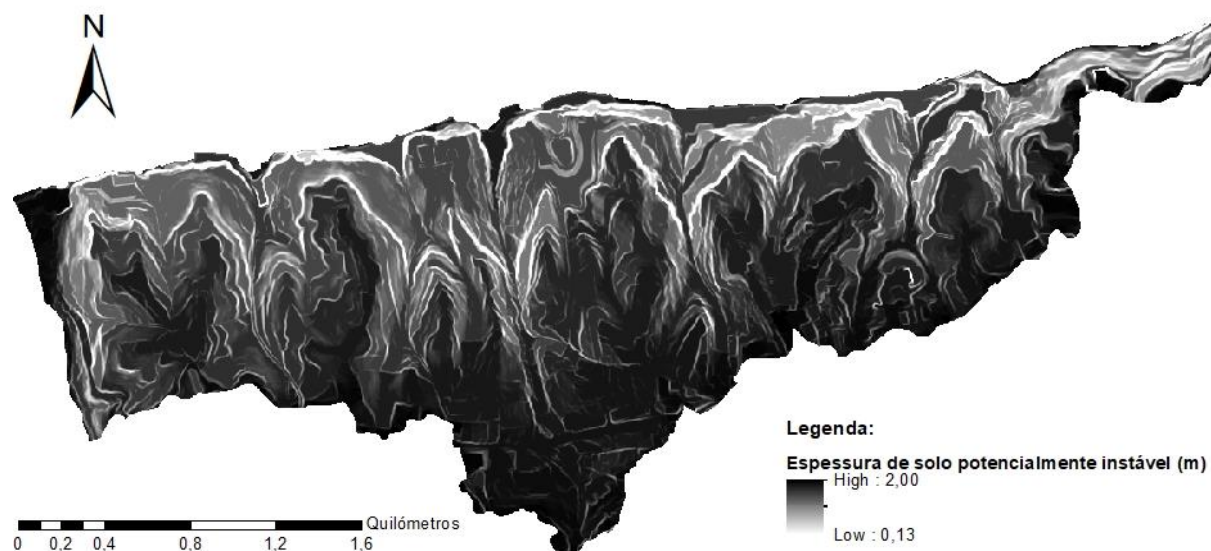 N
Legenda:
Espessura de solo potencialmente instável (m)
High : 2,00
Low : 0,13
Quilómetros
0 0.2 0.4 0.8 1.2 1.6